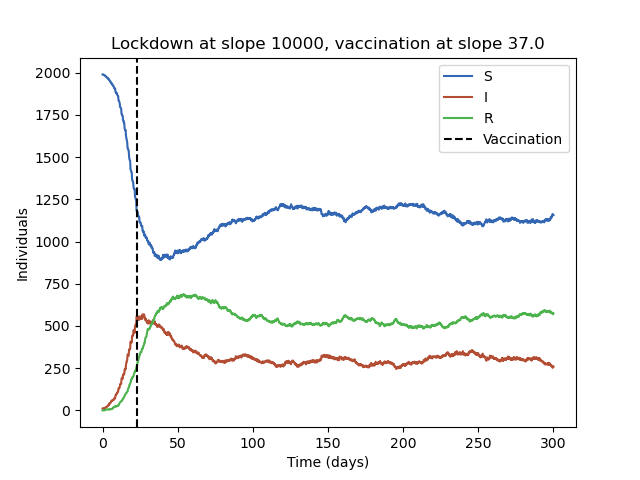 Lockdown at slope 10000, vaccination at slope 37.0
2000
1750
1500
1250
1000
750
500
250
0
Individuals
S
I
R
Vaccination
0 50 100 150 200 250 300
Time (days)